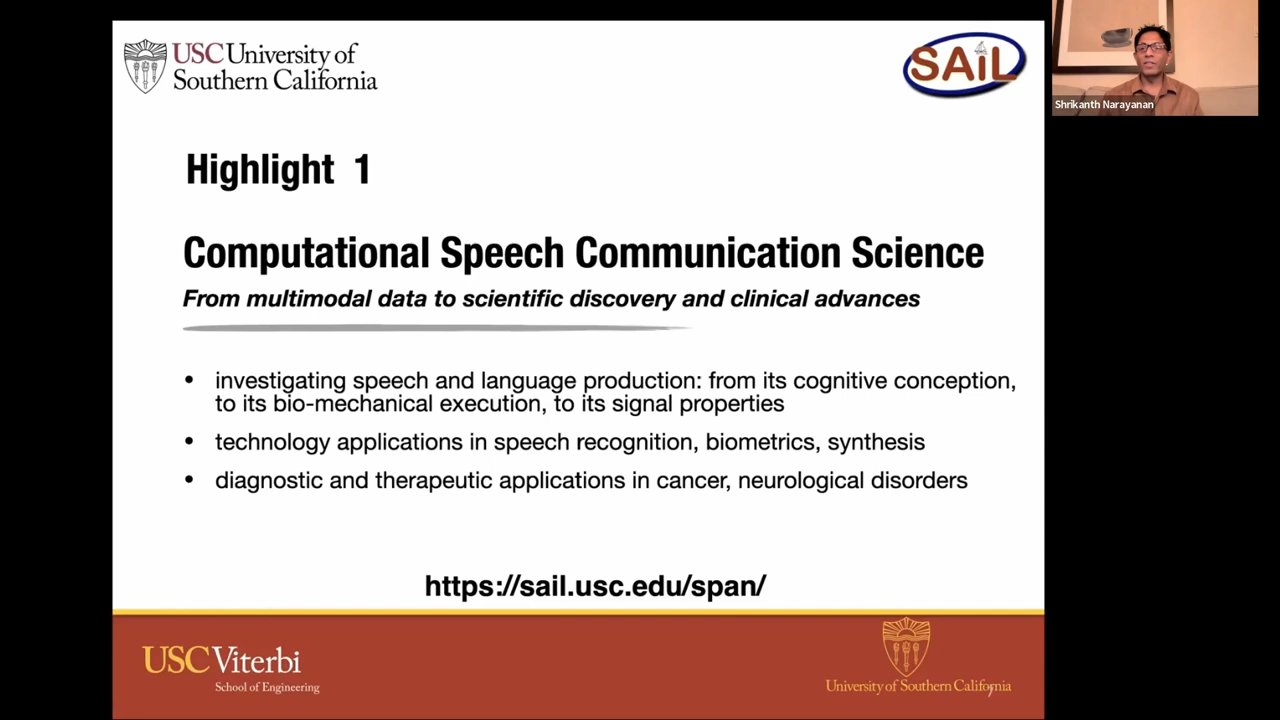 USC University of
Southern California
SAiL
Shrikanth Narayanan
Highlight 1
Computational Speech Communication Science
From multimodal data to scientific discovery and clinical advances
• investigating speech and language production: from its cognitive conception,
to its bio-mechanical execution, to its signal properties
• technology applications in speech recognition, biometrics, synthesis
• diagnostic and therapeutic applications in cancer, neurological disorders
https://sail.usc.edu/span/
USC Viterbi
School of Engineering
University of Southern California
7